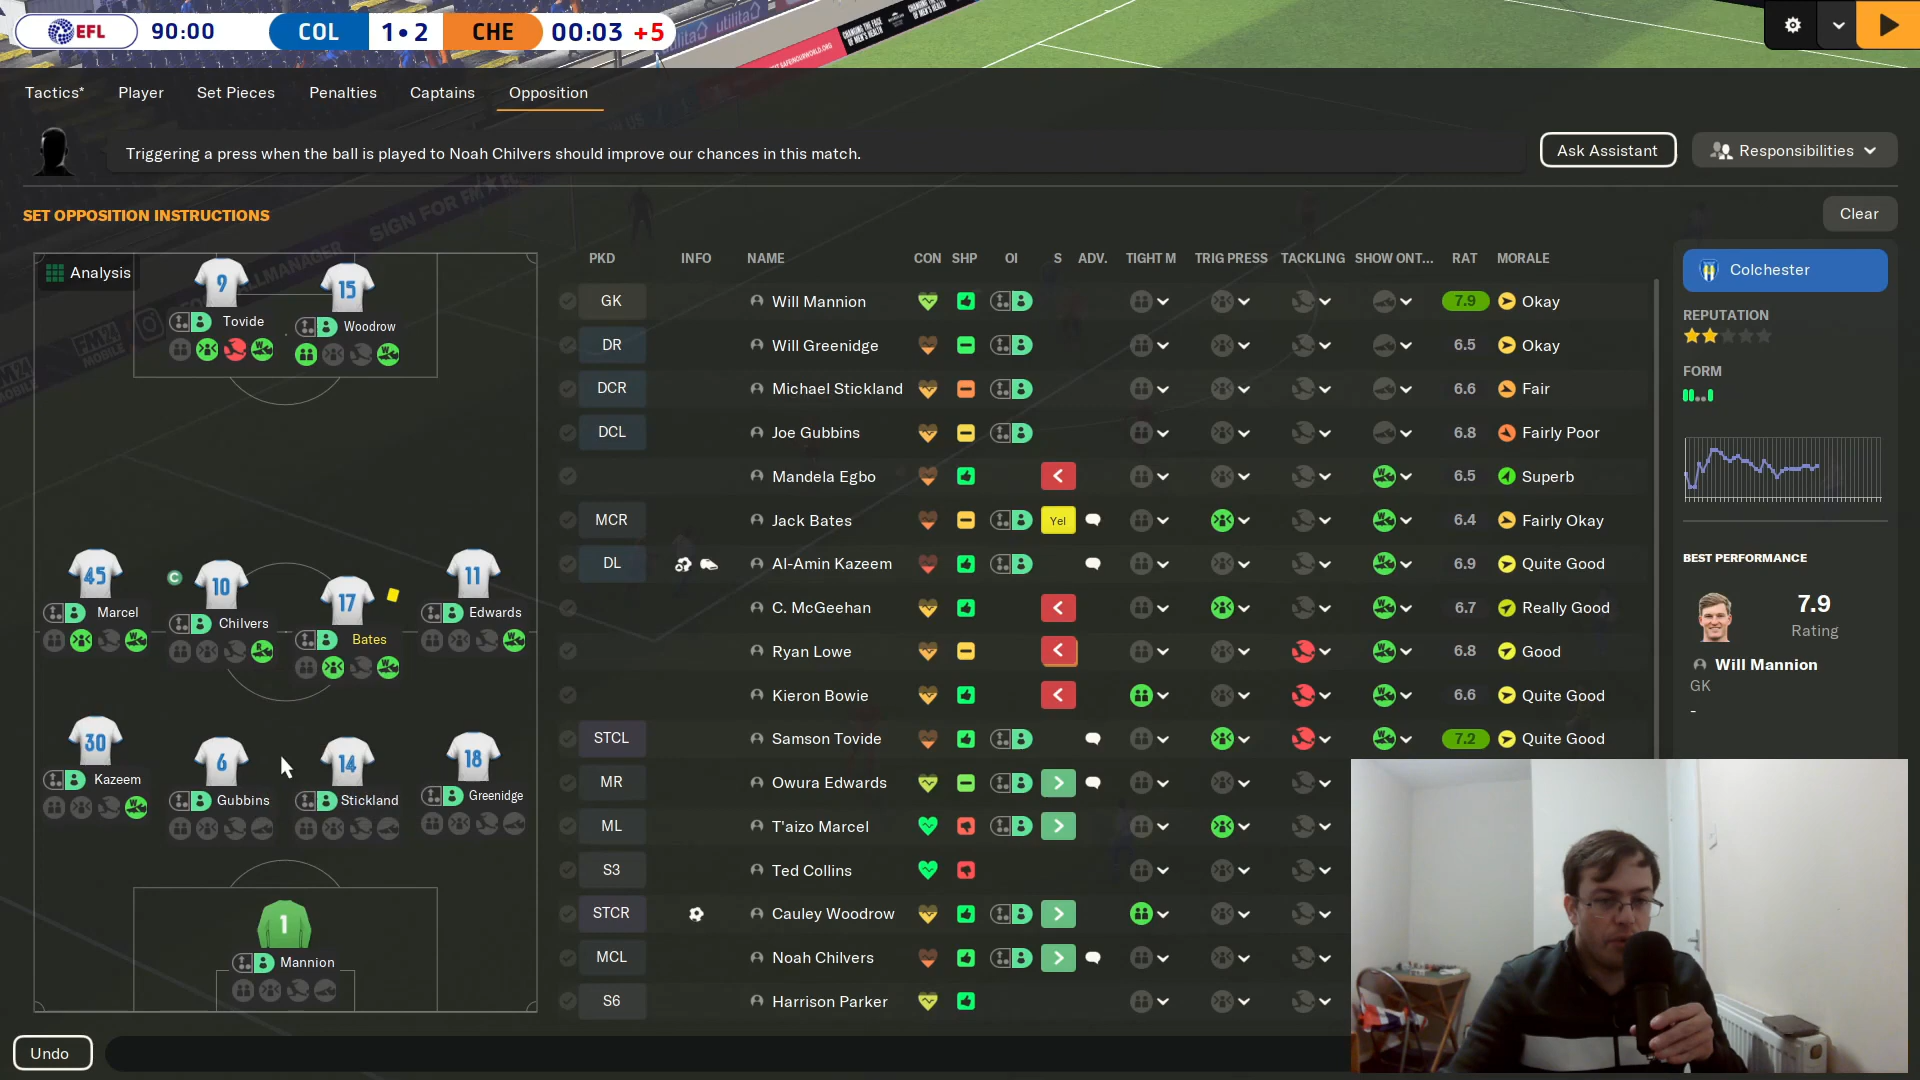 EFL 90:00 COL 1•2 CHE 00:03 +5
Tactics* Player Set Pieces Penalties Captains Opposition
Triggering a press when the ball is played to Noah Chilvers should improve our chances in this match.
Ask Assistant
Responsibilities
SET OPPOSITION INSTRUCTIONS
Clear
Analysis
9
15
Tovide
Woodrow
45
10
17
11
Marcel
Chilvers
Bates
Edwards
C
30
6
14
18
Kazeem
Gubbins
Stickland
Greenidge
1
Mannion
PKD INFO NAME CON SHP OI S ADV. TIGHT M TRIG PRESS TACKLING SHOW ONT... RAT MORALE
GK Will Mannion 7.9 Okay
DR Will Greenidge 6.5 Okay
DCR Michael Stickland 6.6 Fair
DCL Joe Gubbins 6.8 Fairly Poor
Mandela Egbo 6.5 Superb
MCR Jack Bates Yel 6.4 Fairly Okay
DL Al-Amin Kazeem 6.9 Quite Good
C. McGeehan 6.7 Really Good
Ryan Lowe 6.8 Good
Kieron Bowie 6.6 Quite Good
STCL Samson Tovide 7.2 Quite Good
MR Owura Edwards
ML T'aizo Marcel
S3 Ted Collins
STCR Cauley Woodrow
MCL Noah Chilvers
S6 Harrison Parker
Colchester
REPUTATION
FORM
BEST PERFORMANCE
7.9
Rating
Will Mannion
GK
-
Undo